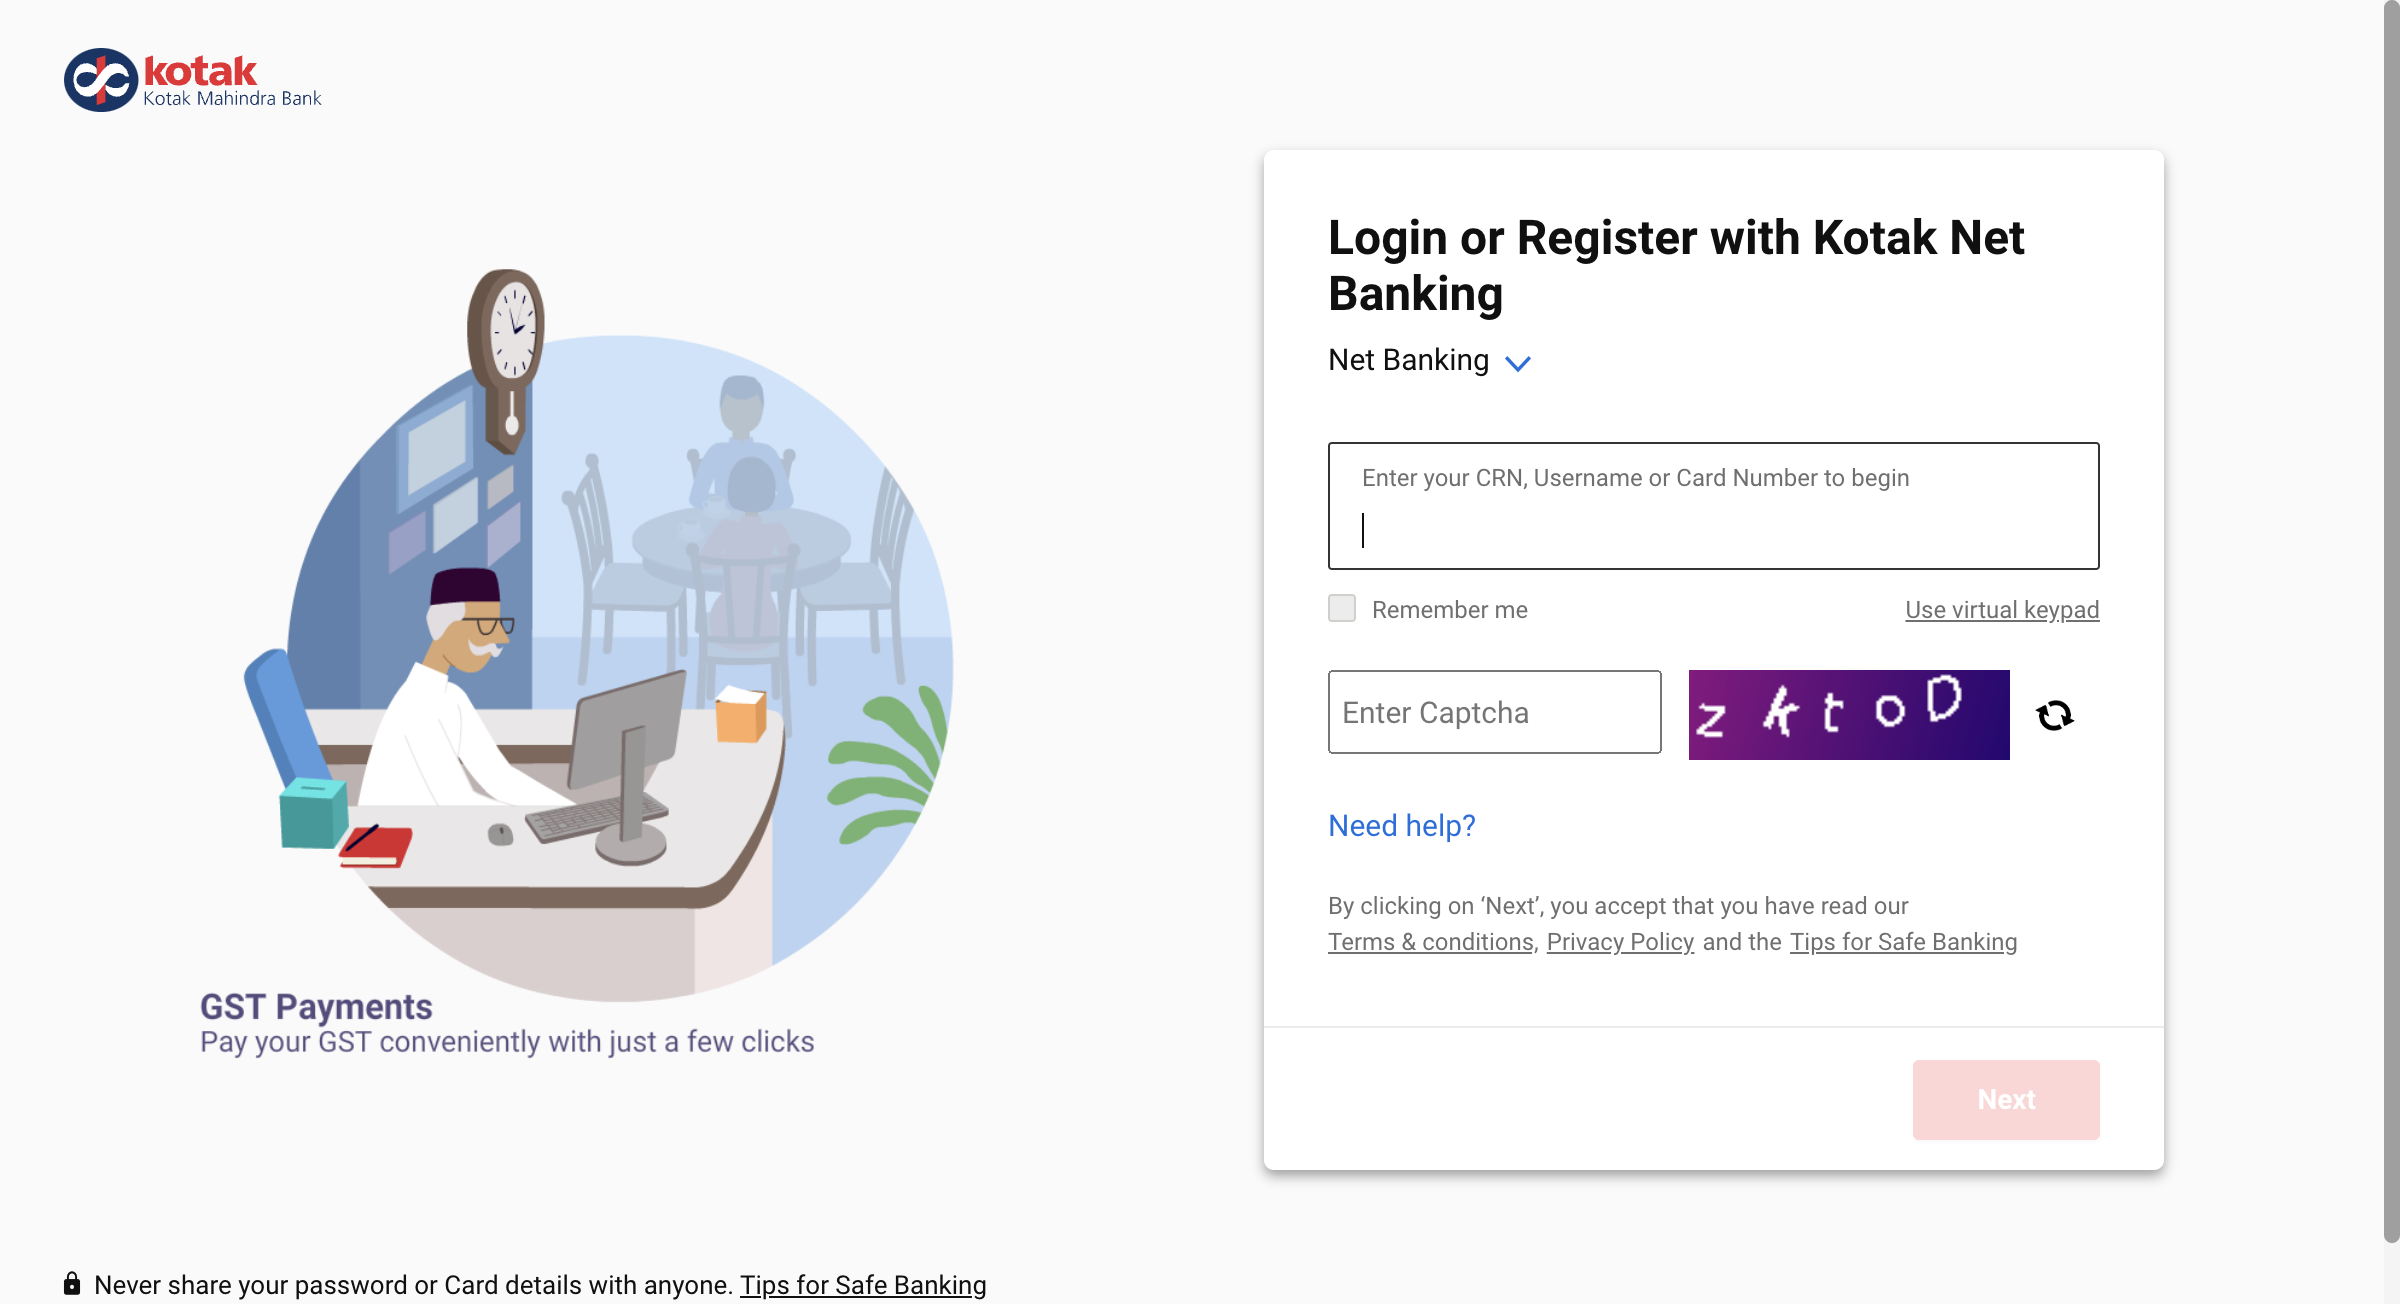 kotak
Kotak Mahindra Bank
Login or Register with Kotak Net
Banking
Net Banking
Enter your CRN, Username or Card Number to begin
Remember me
Use virtual keypad
Enter Captcha
z k t o D
Need help?
By clicking on ‘Next’, you accept that you have read our
Terms & conditions, Privacy Policy and the Tips for Safe Banking
Next
GST Payments
Pay your GST conveniently with just a few clicks
Never share your password or Card details with anyone. Tips for Safe Banking